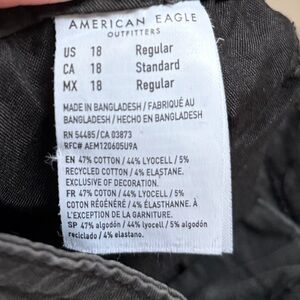 AMERICAN EAGLE
OUTFITTERS
US 18 Regular
CA 18 Standard
MX 18 Regular
MADE IN BANGLADESH / FABRIQUÉ AU
BANGLADESH / HECHO EN BANGLADESH
RN 54485/CA 03873
RFC# AEM120605U9A
EN 47% COTTON / 44% LYOCELL / 5%
RECYCLED COTTON / 4% ELASTANE.
EXCLUSIVE OF DECORATION.
FR 47% COTON / 44% LYOCELL / 5%
COTON RÉGÉNÉRÉ / 4% ÉLASTHANNE. À
L'EXCEPTION DE LA GARNITURE.
SP 47% algodón / 44% lyocell / 5% algodón
reciclado / 4% elastano.